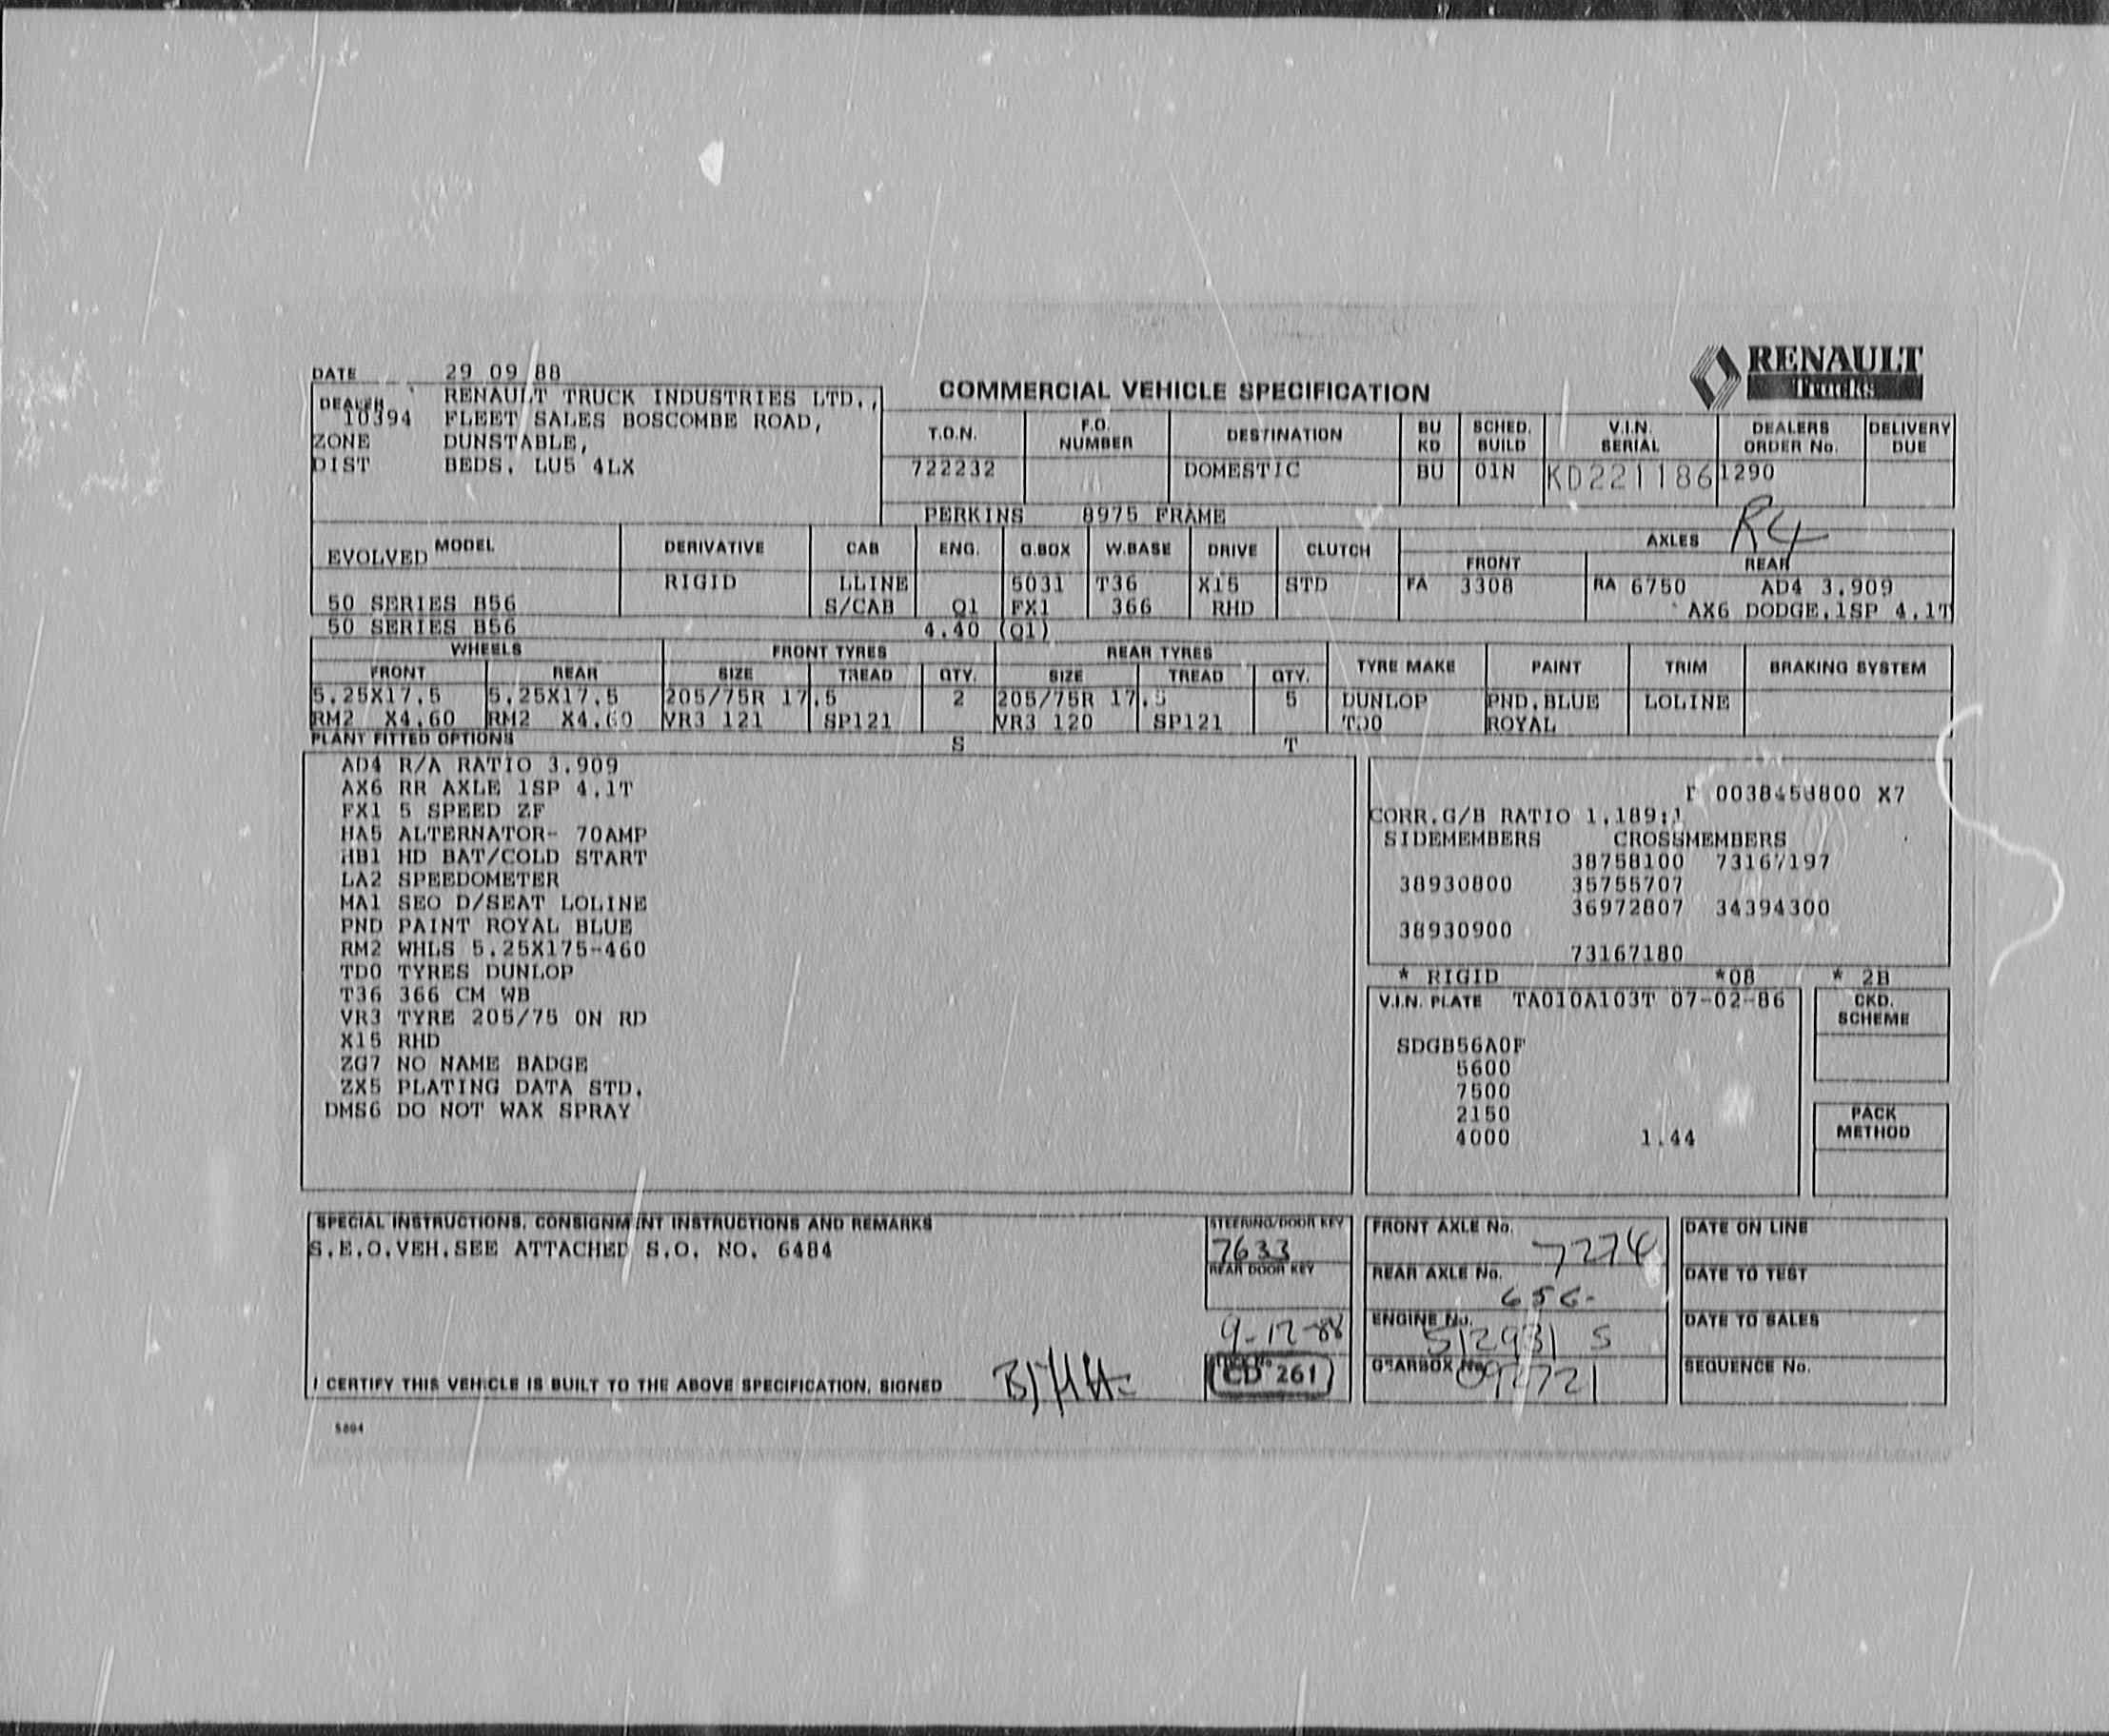 DATE 29 09 88
RENAULT Trucks
COMMERCIAL VEHICLE SPECIFICATION
DEALER RENAULT TRUCK INDUSTRIES LTD.,
10394 FLEET SALES BOSCOMBE ROAD,
ZONE DUNSTABLE,
DIST BEDS. LU5 4LX
T.O.N. F.O. NUMBER DESTINATION BU KD SCHED. BUILD V.I.N. SERIAL DEALERS ORDER No. DELIVERY DUE
722232 DOMESTIC BU 01N KD221186 1290
PERKINS 8975 FRAME
R4
EVOLVED MODEL DERIVATIVE CAB ENG. G.BOX W.BASE DRIVE CLUTCH AXLES
FRONT REAR
RIGID LLINE 5031 T36 X15 STD FA 3308 RA 6750 AD4 3.909
50 SERIES B56 S/CAB Q1 FX1 366 RHD AX6 DODGE.1SP 4.1T
50 SERIES B56 4.40 (Q1)
WHEELS FRONT TYRES REAR TYRES TYRE MAKE PAINT TRIM BRAKING SYSTEM
FRONT REAR SIZE TREAD QTY. SIZE TREAD QTY.
5.25X17.5 5.25X17.5 205/75R 17.5 2 205/75R 17.5 5 DUNLOP PND.BLUE LOLINE
RM2 X4.60 RM2 X4.60 VR3 121 SP121 VR3 120 SP121 TD0 ROYAL
PLANT FITTED OPTIONS S T
AD4 R/A RATIO 3.909
AX6 RR AXLE 1SP 4.1T
FX1 5 SPEED ZF
HA5 ALTERNATOR- 70AMP
HB1 HD BAT/COLD START
LA2 SPEEDOMETER
MA1 SEO D/SEAT LOLINE
PND PAINT ROYAL BLUE
RM2 WHLS 5.25X175-460
TD0 TYRES DUNLOP
T36 366 CM WB
VR3 TYRE 205/75 ON RD
X15 RHD
ZG7 NO NAME BADGE
ZX5 PLATING DATA STD.
DMS6 DO NOT WAX SPRAY
X7
CORR.G/B RATIO 1.189:1
SIDEMEMBERS CROSSMEMBERS
38758100 73167197
38930800 35755707
36972807 34394300
38930900
73167180
* RIGID *08 * 2B
V.I.N. PLATE TA010A103T 07-02-86
CKD. SCHEME
SDGB56A0F
5600
7500
2150
4000 1.44
PACK METHOD
SPECIAL INSTRUCTIONS, CONSIGNMENT INSTRUCTIONS AND REMARKS
S.E.O.VEH.SEE ATTACHED S.O. NO. 6484
STEERING/DOOR KEY
7633
REAR DOOR KEY
9-12-88
CD 261
FRONT AXLE No. 7274
REAR AXLE No. 656-
ENGINE No. 512931 S
GEARBOX No. 092721
DATE ON LINE
DATE TO TEST
DATE TO SALES
SEQUENCE No.
I CERTIFY THIS VEHICLE IS BUILT TO THE ABOVE SPECIFICATION. SIGNED
5804